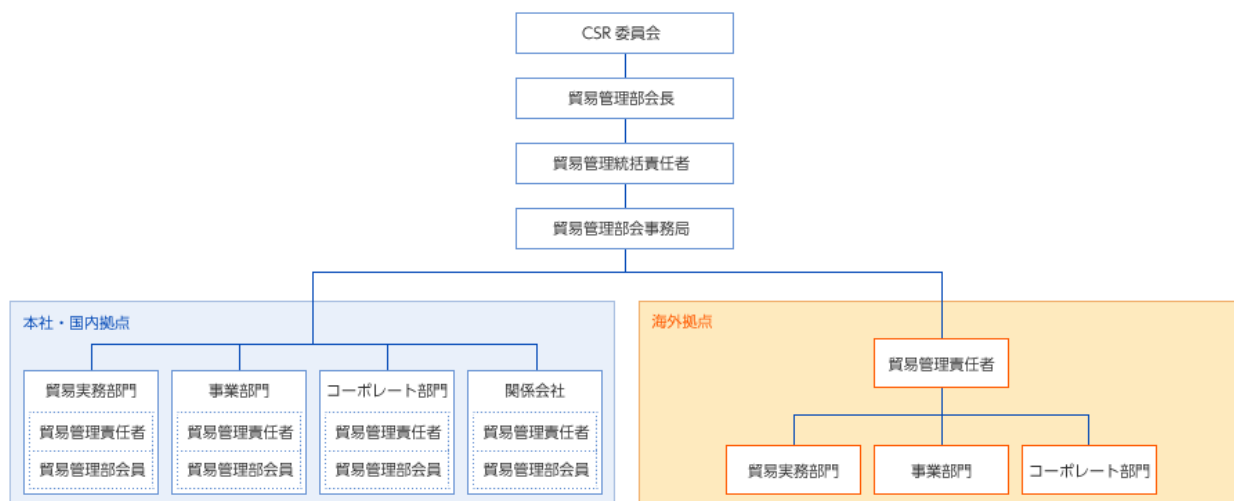 CSR 委員会
貿易管理部会長
貿易管理統括責任者
貿易管理部会事務局
本社・国内拠点
貿易実務部門
貿易管理責任者
貿易管理部会員
事業部門
貿易管理責任者
貿易管理部会員
コーポレート部門
貿易管理責任者
貿易管理部会員
関係会社
貿易管理責任者
貿易管理部会員
海外拠点
貿易管理責任者
貿易実務部門
事業部門
コーポレート部門